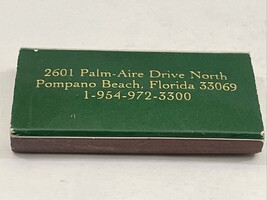 2601 Palm-Aire Drive North
Pompano Beach, Florida 33069
1-954-972-3300